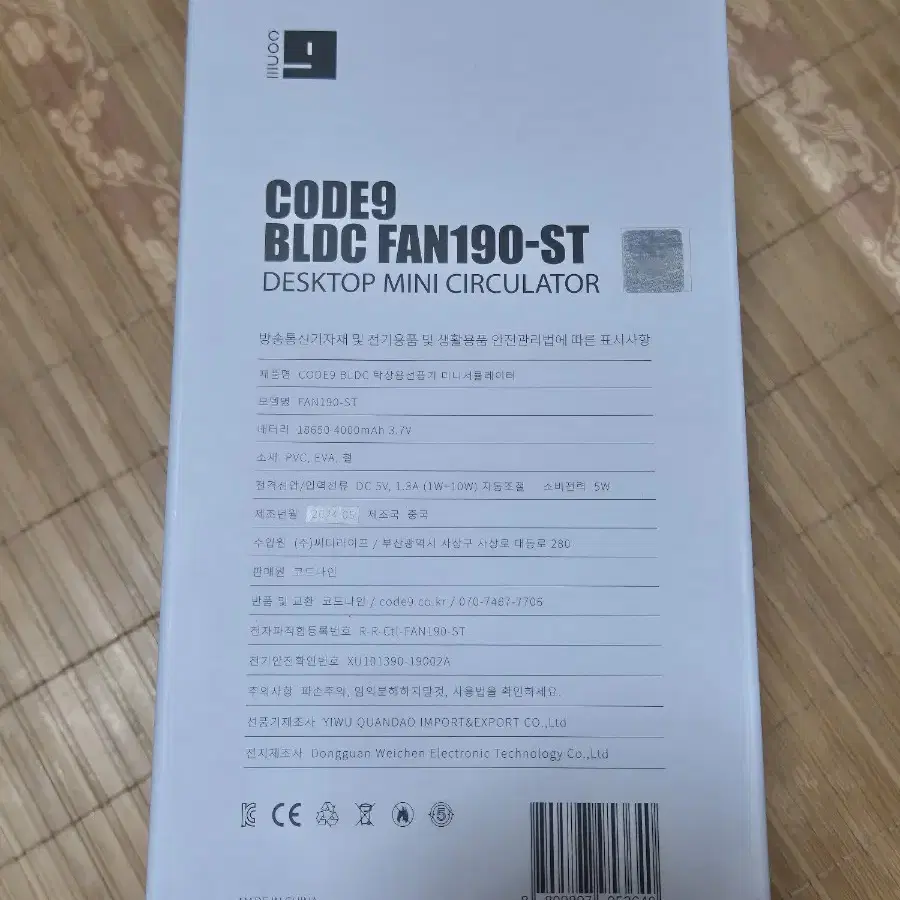 CODE 9
CODE9
BLDC FAN190-ST
DESKTOP MINI CIRCULATOR
방송통신기자재 및 전기용품 및 생활용품 안전관리법에 따른 표시사항
제품명 CODE9 BLDC 탁상용선풍기 미니서큘레이터
모델명 FAN190-ST
배터리 18650 4000mAh 3.7V
소재 PVC, EVA, 철
정격전압/입력전류 DC 5V, 1.3A (1W~10W) 자동조절 소비전력 5W
제조년월 제조국 중국
수입원 (수)씨티라이프 / 부산광역시 사상구 사상로 대동로 280
판매원 코드나인
반품 및 교환 코드나인 / code9.co.kr / 070-7467-7706
전자파적합등록번호 R-R-Ctl-FAN190-ST
전기안전확인번호 XU101390-19002A
주의사항 파손주의, 임의분해하지말것, 사용법을 확인하세요.
선풍기제조사 YIWU QUANDAO IMPORT&EXPORT CO.,Ltd
전지제조사 Dongguan Weichen Electronic Technology Co.,Ltd
CE
5